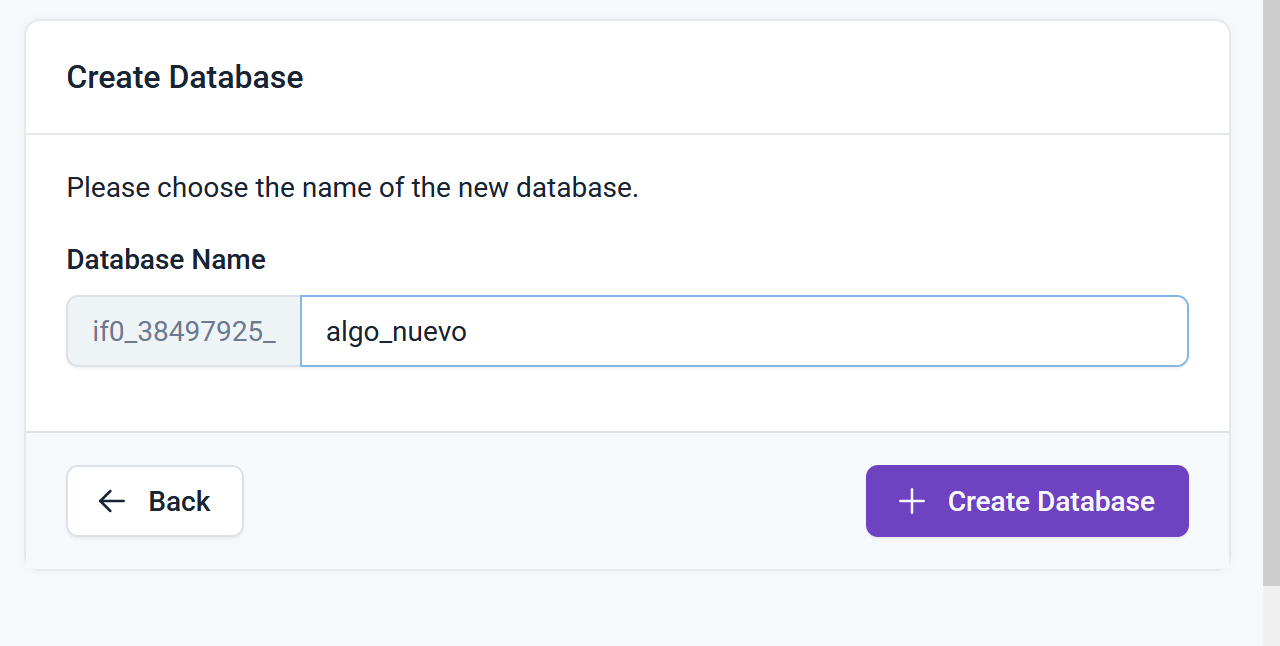 Create Database
Please choose the name of the new database.
Database Name
if0_38497925_ algo_nuevo
Back Create Database